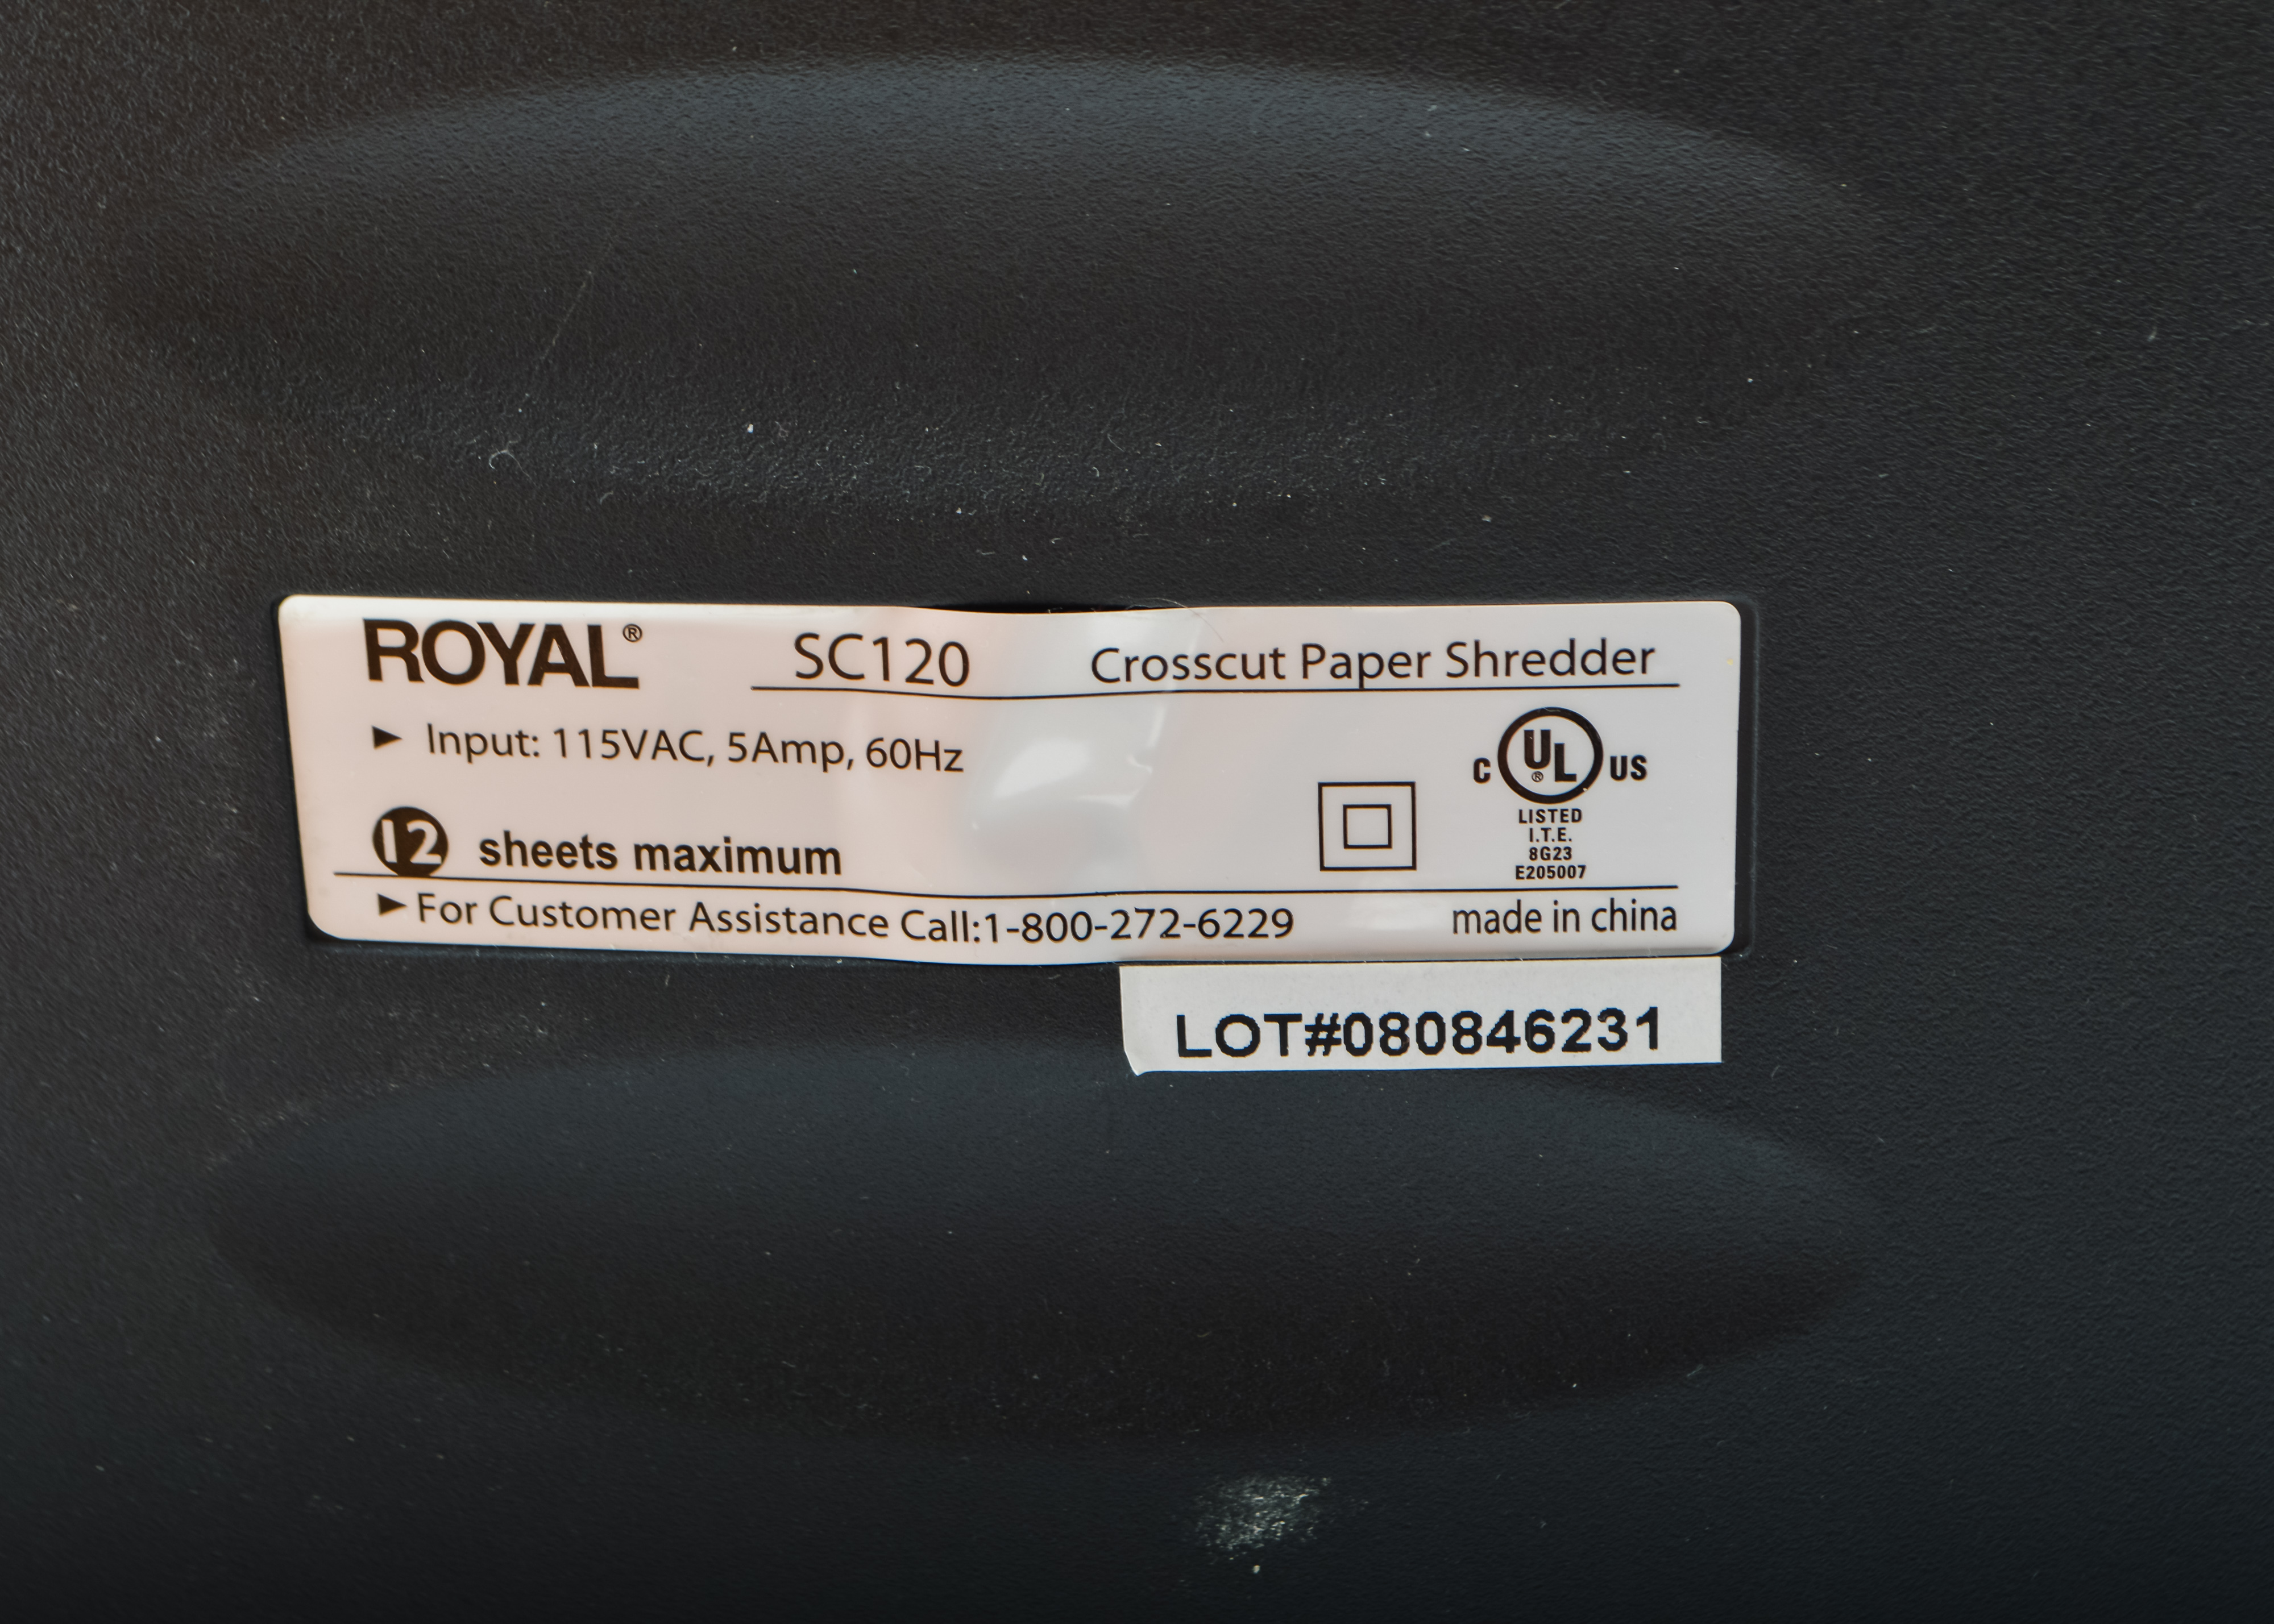 ROYAL® SC120 Crosscut Paper Shredder
► Input: 115VAC, 5Amp, 60Hz
C UL® US
LISTED
I.T.E.
8G23
E205007
12 sheets maximum
►For Customer Assistance Call:1-800-272-6229 made in china
LOT#080846231